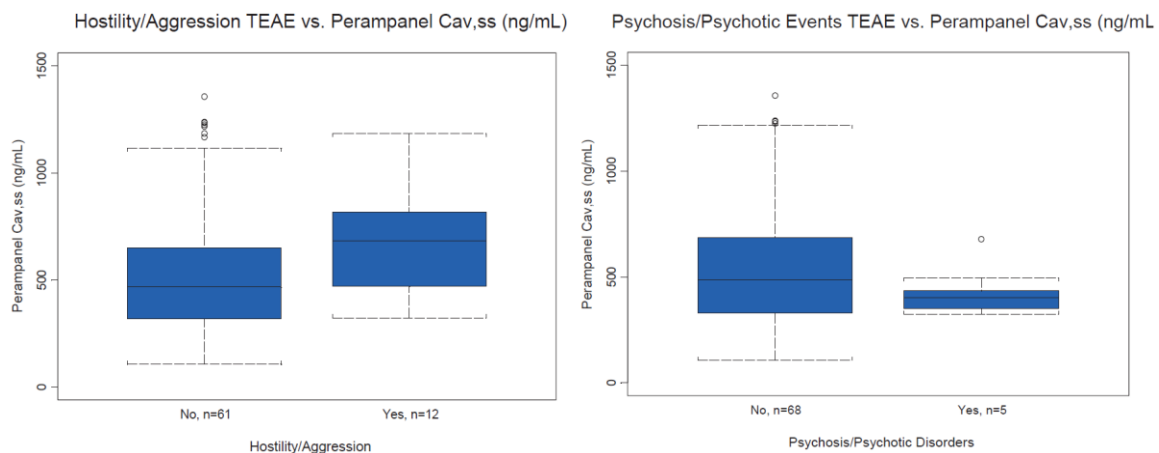 Hostility/Aggression TEAE vs. Perampanel Cav,ss (ng/mL)
Perampanel Cav,ss (ng/mL)
1500
1000
500
0
No, n=61
Yes, n=12
Hostility/Aggression
Psychosis/Psychotic Events TEAE vs. Perampanel Cav,ss (ng/mL
Perampanel Cav,ss (ng/mL)
1500
1000
500
0
No, n=68
Yes, n=5
Psychosis/Psychotic Disorders